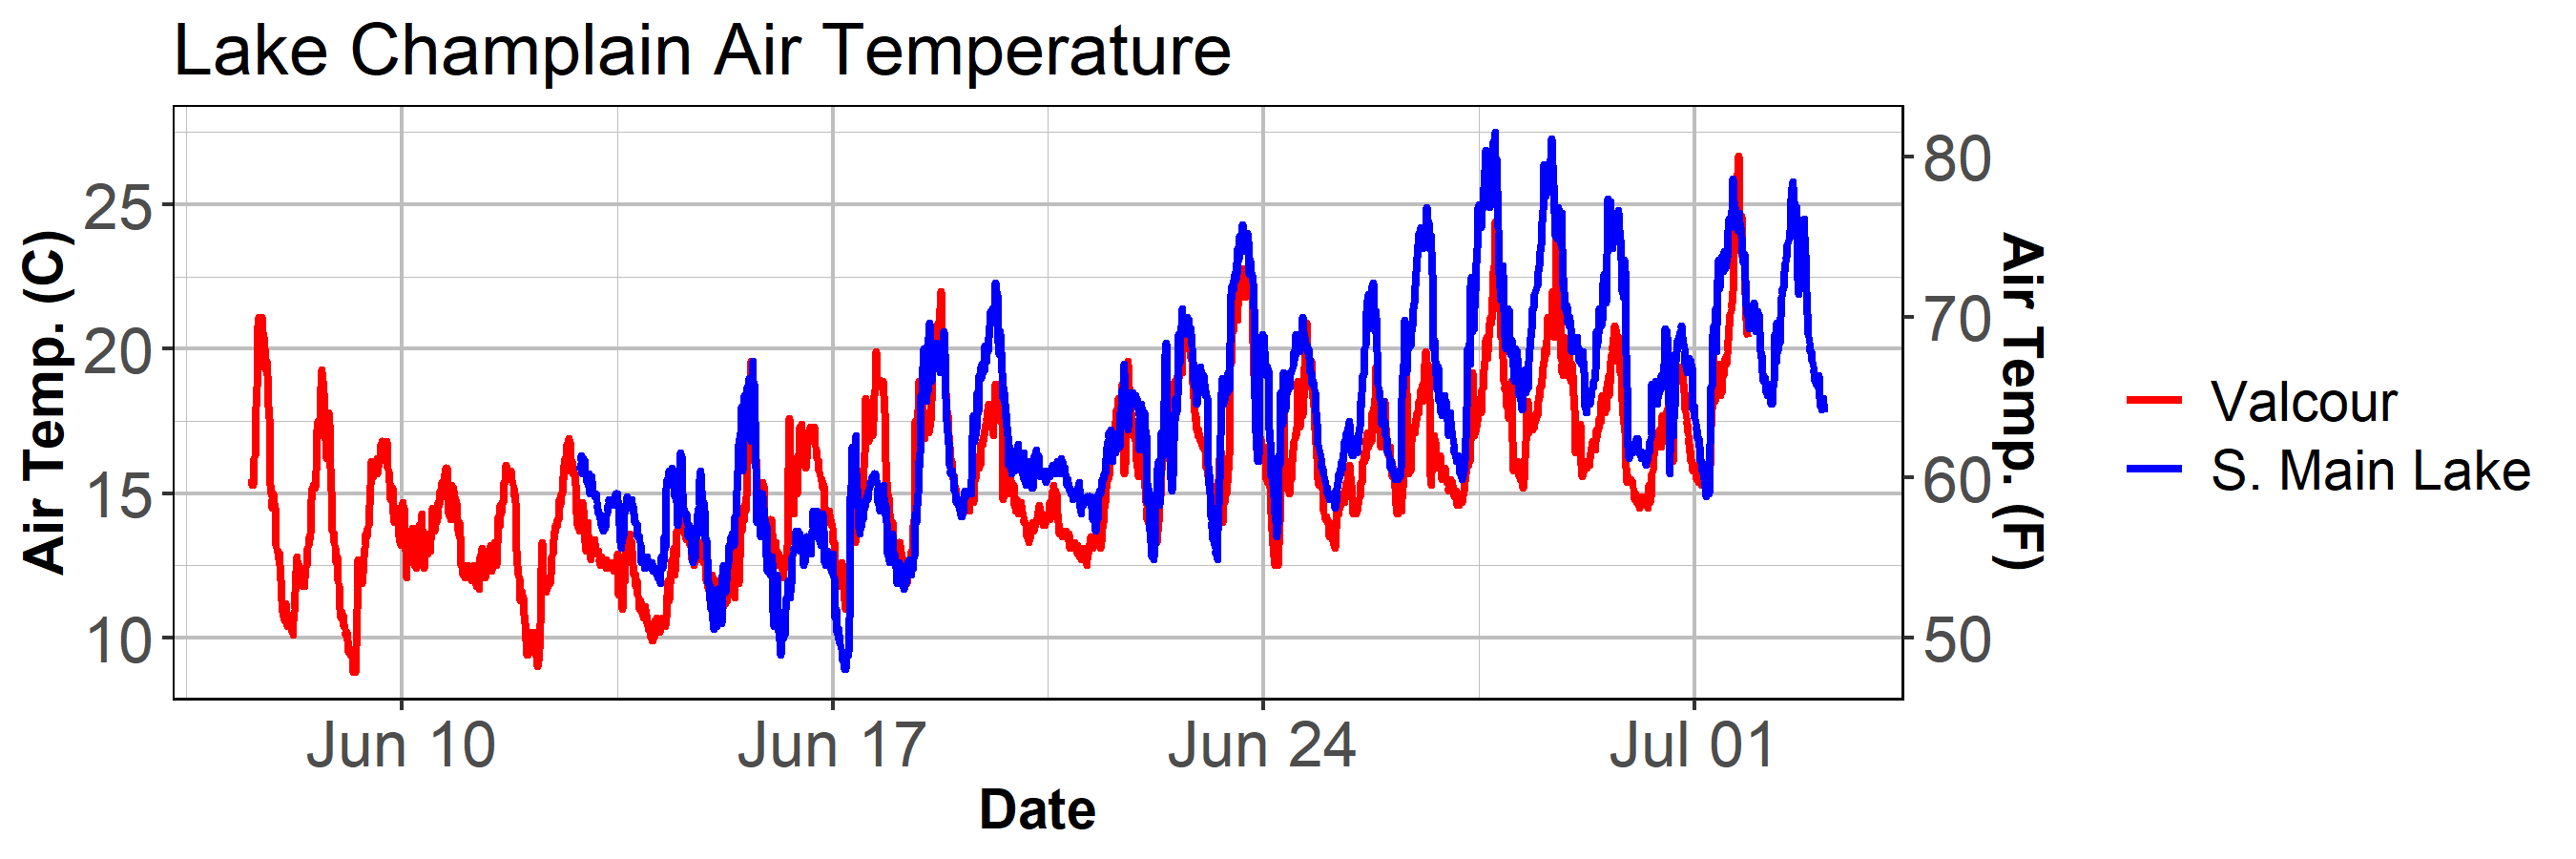 Lake Champlain Air Temperature
Air Temp. (C)
25
20
15
10
80
70
60
50
Air Temp. (F)
Jun 10
Jun 17
Jun 24
Jul 01
Date
Valcour
S. Main Lake